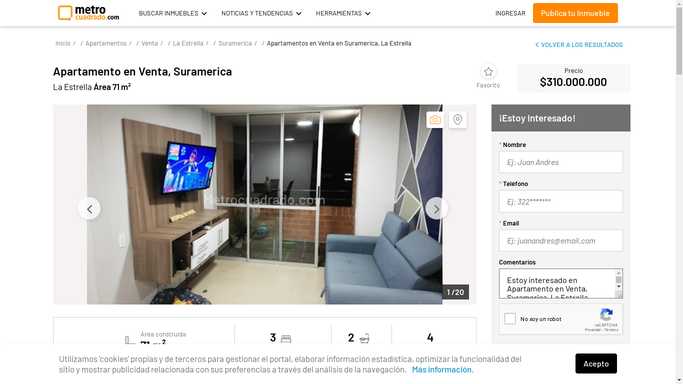 metro
cuadrado.com
BUSCAR INMUEBLES
NOTICIAS Y TENDENCIAS
HERRAMIENTAS
INGRESAR
Publica tu inmueble
Inicio / / Apartamentos / / Venta / / La Estrella / / Suramerica / / Apartamentos en Venta en Suramerica, La Estrella
VOLVER A LOS RESULTADOS
Apartamento en Venta, Suramerica
La Estrella Área 71 m²
Favorito
Precio
$310.000.000
metrocuadrado.com
1 / 20
¡Estoy Interesado!
* Nombre
Ej: Juan Andres
* Teléfono
Ej: 322*******
* Email
Ej: juanandres@email.com
Comentarios
Estoy interesado en
Apartamento en Venta,
Suramerica, La Estrella
No soy un robot
reCAPTCHA
Privacidad - Términos
Área construida
71 m²
3
2
4
Utilizamos 'cookies' propias y de terceros para gestionar el portal, elaborar información estadística, optimizar la funcionalidad del
sitio y mostrar publicidad relacionada con sus preferencias a través del análisis de la navegación. Más información.
Acepto